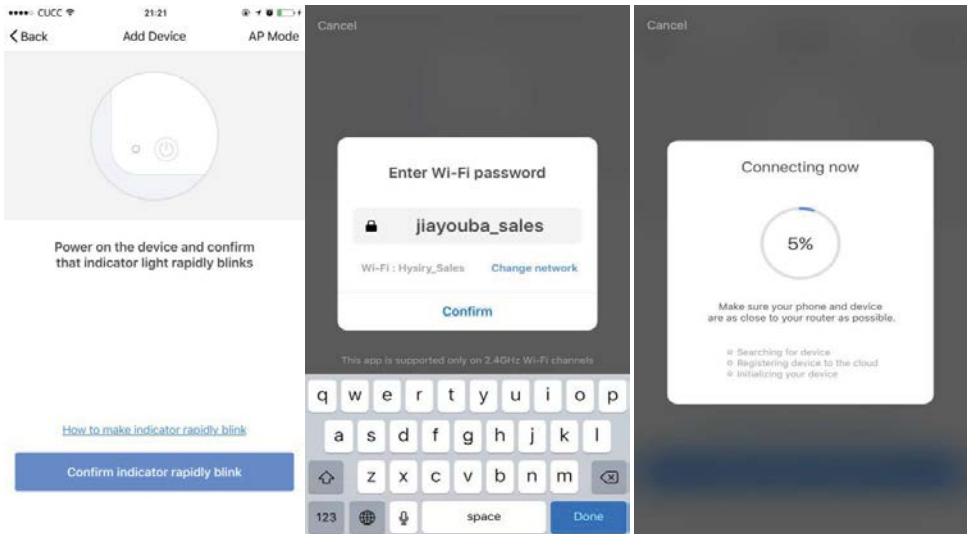 CUCC
21:21
Back
Add Device
AP Mode
Power on the device and confirm
that indicator light rapidly blinks
How to make indicator rapidly blink
Confirm indicator rapidly blink
Cancel
Enter Wi-Fi password
jiayouba_sales
Wi-Fi : Hysiry_Sales
Change network
Confirm
This app is supported only on 2.4GHz Wi-Fi channels
q w e r t y u i o p
a s d f g h j k l
z x c v b n m
123
space
Done
Cancel
Connecting now
5%
Make sure your phone and device
are as close to your router as possible.
Searching for device
Registering device to the cloud
Initializing your device